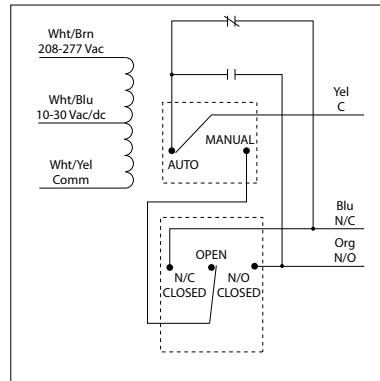 Wht/Brn
208-277 Vac
Wht/Blu
10-30 Vac/dc
Wht/Yel
Comm
Yel
C
MANUAL
AUTO
Blu
N/C
Org
N/O
OPEN
N/C
CLOSED
N/O
CLOSED